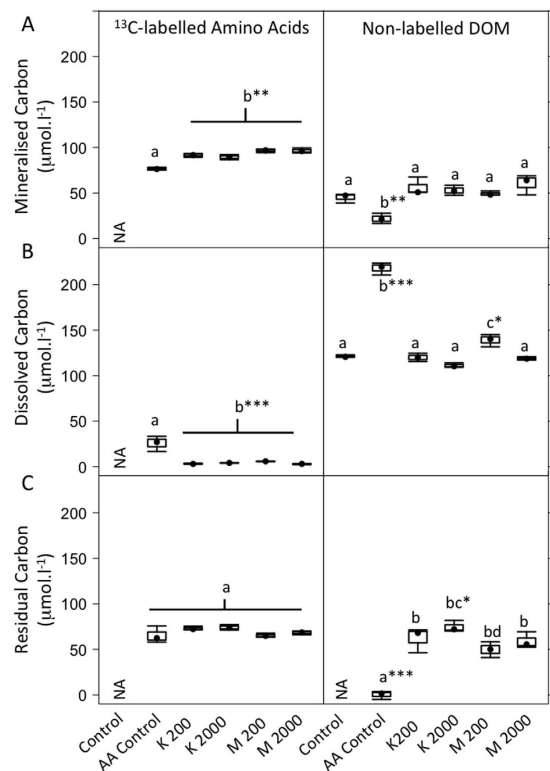 A
13C-labelled Amino Acids
Non-labelled DOM
Mineralised Carbon
(μmol.l-1)
200
150
100
50
0
NA
a
b**
a
b**
a
a
a
a
B
Dissolved Carbon
(μmol.l-1)
200
150
100
50
0
NA
a
b***
a
b***
a
a
c*
a
C
Residual Carbon
(μmol.l-1)
200
150
100
50
0
NA
a
NA
a***
b
bc*
bd
b
Control
AA Control
K 200
K 2000
M 200
M 2000
Control
AA Control
K200
K 2000
M 200
M 2000